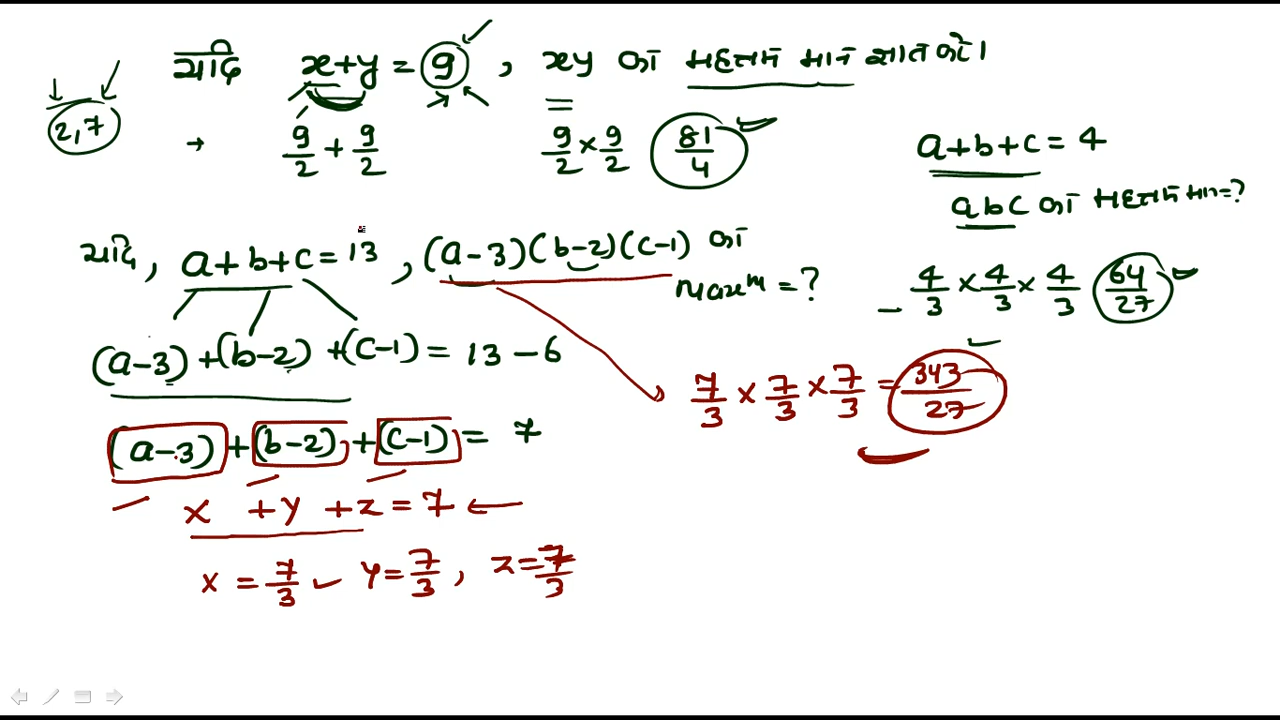 यदि x+y = 9 , xy का महत्तम मान ज्ञात करें।
2,7
→ 9/2 + 9/2
9/2 × 9/2 81/4
a+b+c = 4
abc का महत्तम मान=?
4/3 × 4/3 × 4/3 64/27
यदि, a+b+c = 13 , (a-3)(b-2)(c-1) का
maxᵐ = ?
(a-3) +(b-2) +(c-1) = 13 - 6
(a-3) +(b-2) +(c-1) = 7
x +y +z = 7 ←
x = 7/3 y = 7/3 , z = 7/3
7/3 × 7/3 × 7/3 = 343/27